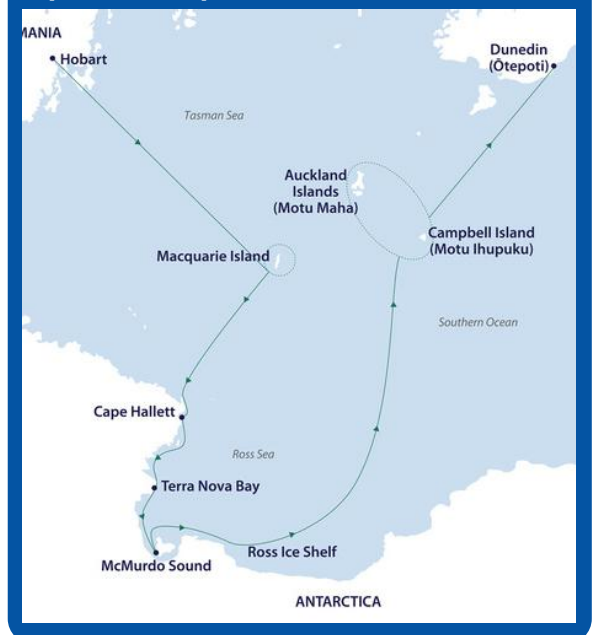 MANIA
Hobart
Dunedin
(Ōtepoti)
Tasman Sea
Auckland
Islands
(Motu Maha)
Campbell Island
(Motu Ihupuku)
Macquarie Island
Southern Ocean
Cape Hallett
Ross Sea
Terra Nova Bay
Ross Ice Shelf
McMurdo Sound
ANTARCTICA